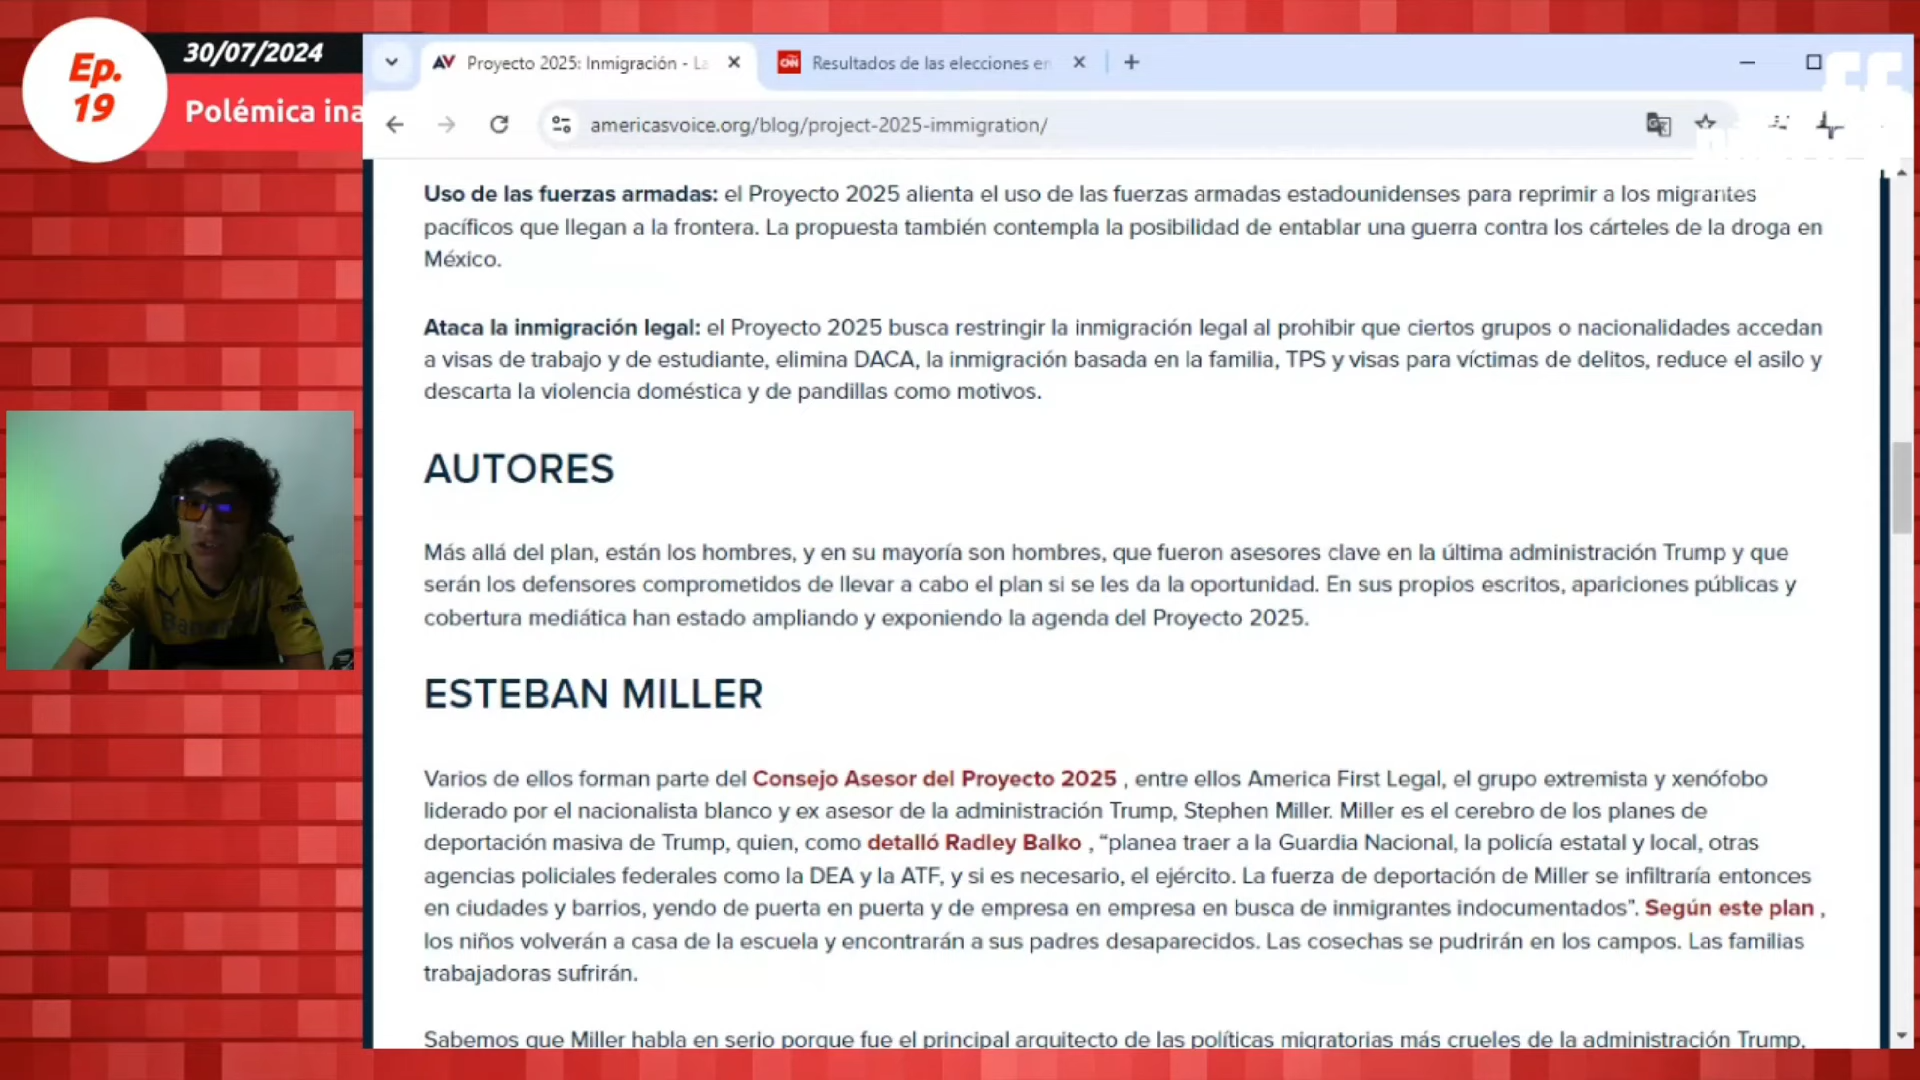 Ep.
19
30/07/2024
Polémica ina
Proyecto 2025: Inmigración - La
CNN
Resultados de las elecciones en
americasvoice.org/blog/project-2025-immigration/
Uso de las fuerzas armadas: el Proyecto 2025 alienta el uso de las fuerzas armadas estadounidenses para reprimir a los migrantes
pacíficos que llegan a la frontera. La propuesta también contempla la posibilidad de entablar una guerra contra los cárteles de la droga en
México.
Ataca la inmigración legal: el Proyecto 2025 busca restringir la inmigración legal al prohibir que ciertos grupos o nacionalidades accedan
a visas de trabajo y de estudiante, elimina DACA, la inmigración basada en la familia, TPS y visas para víctimas de delitos, reduce el asilo y
descarta la violencia doméstica y de pandillas como motivos.
AUTORES
Más allá del plan, están los hombres, y en su mayoría son hombres, que fueron asesores clave en la última administración Trump y que
serán los defensores comprometidos de llevar a cabo el plan si se les da la oportunidad. En sus propios escritos, apariciones públicas y
cobertura mediática han estado ampliando y exponiendo la agenda del Proyecto 2025.
ESTEBAN MILLER
Varios de ellos forman parte del Consejo Asesor del Proyecto 2025 , entre ellos America First Legal, el grupo extremista y xenófobo
liderado por el nacionalista blanco y ex asesor de la administración Trump, Stephen Miller. Miller es el cerebro de los planes de
deportación masiva de Trump, quien, como detalló Radley Balko , “planea traer a la Guardia Nacional, la policía estatal y local, otras
agencias policiales federales como la DEA y la ATF, y si es necesario, el ejército. La fuerza de deportación de Miller se infiltraría entonces
en ciudades y barrios, yendo de puerta en puerta y de empresa en empresa en busca de inmigrantes indocumentados”. Según este plan ,
los niños volverán a casa de la escuela y encontrarán a sus padres desaparecidos. Las cosechas se pudrirán en los campos. Las familias
trabajadoras sufrirán.
Sabemos que Miller habla en serio porque fue el principal arquitecto de las políticas migratorias más crueles de la administración Trump,